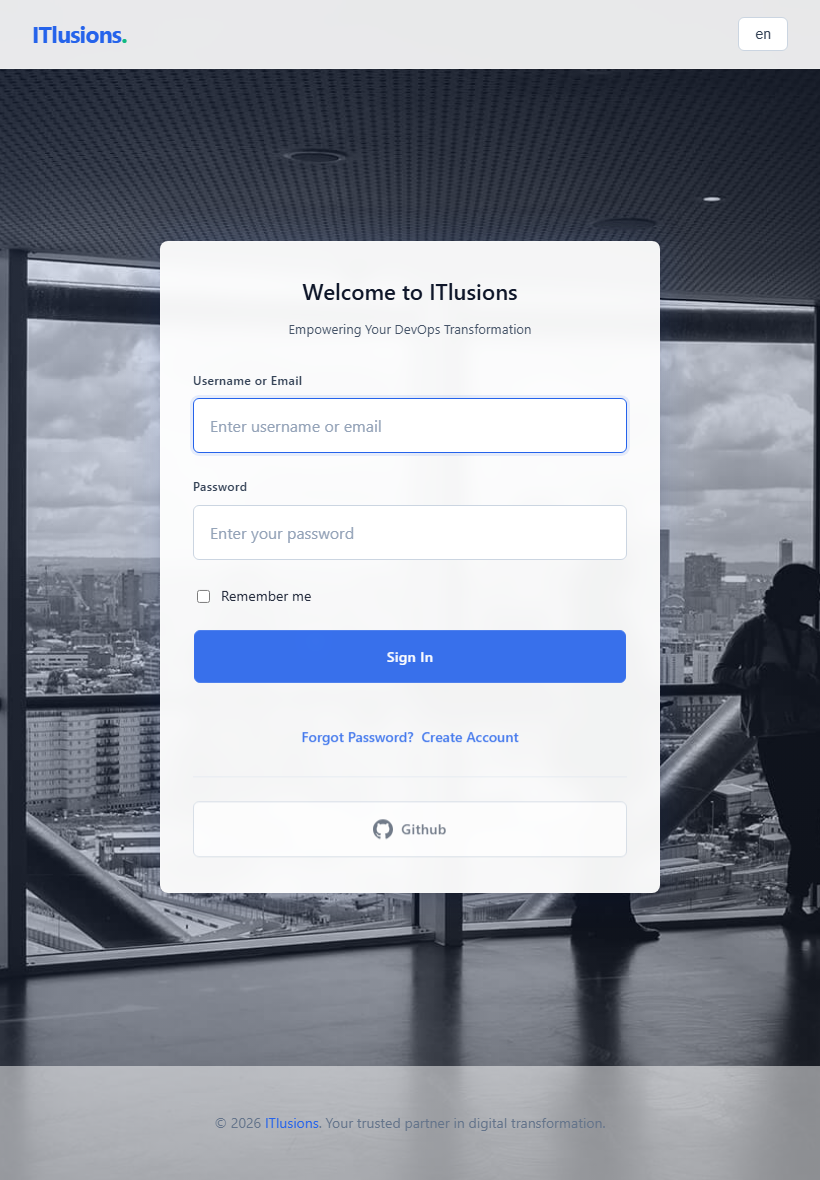 ITlusions.
en
Welcome to ITlusions
Empowering Your DevOps Transformation
Username or Email
Enter username or email
Password
Enter your password
Remember me
Sign In
Forgot Password? Create Account
Github
© 2026 ITlusions. Your trusted partner in digital transformation.